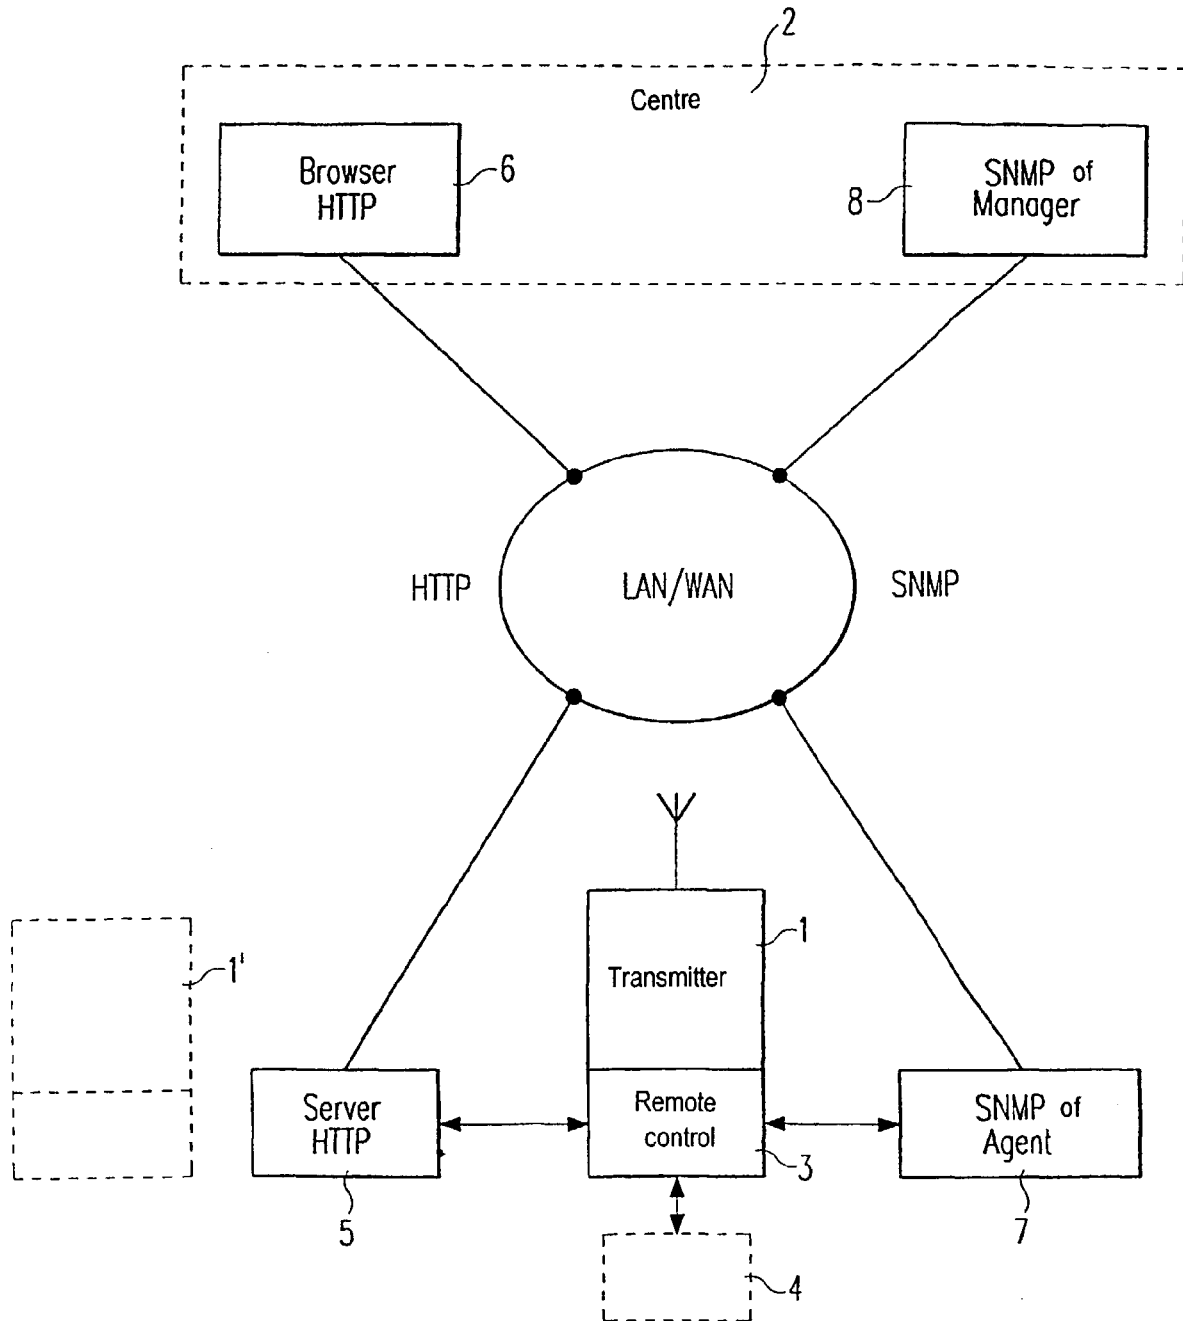 2
Centre
Browser
HTTP
6
8
SNMP of
Manager
HTTP
LAN/WAN
SNMP
1
1'
Transmitter
Server
HTTP
Remote
control
SNMP of
Agent
3
5
7
4